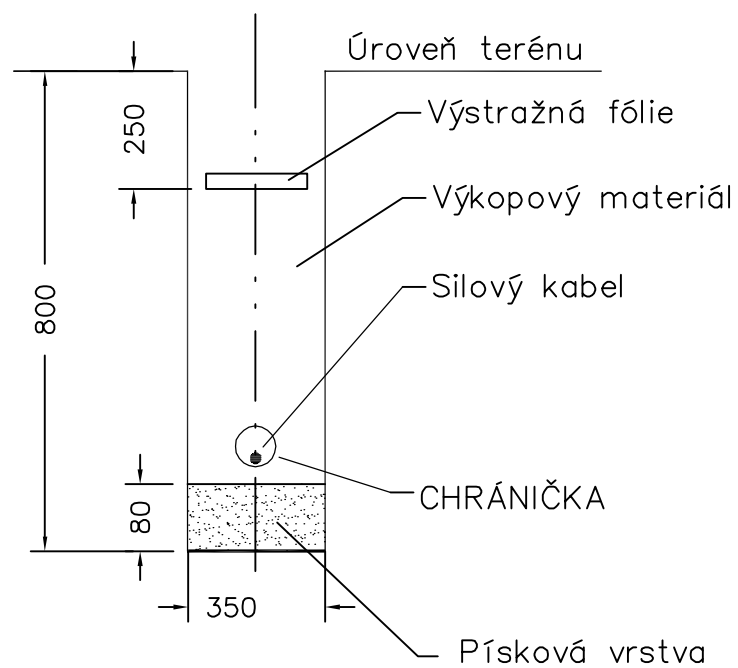 Úroveň terénu
250
Výstražná fólie
Výkopový materiál
Silový kabel
800
CHRÁNIČKA
80
350
Písková vrstva